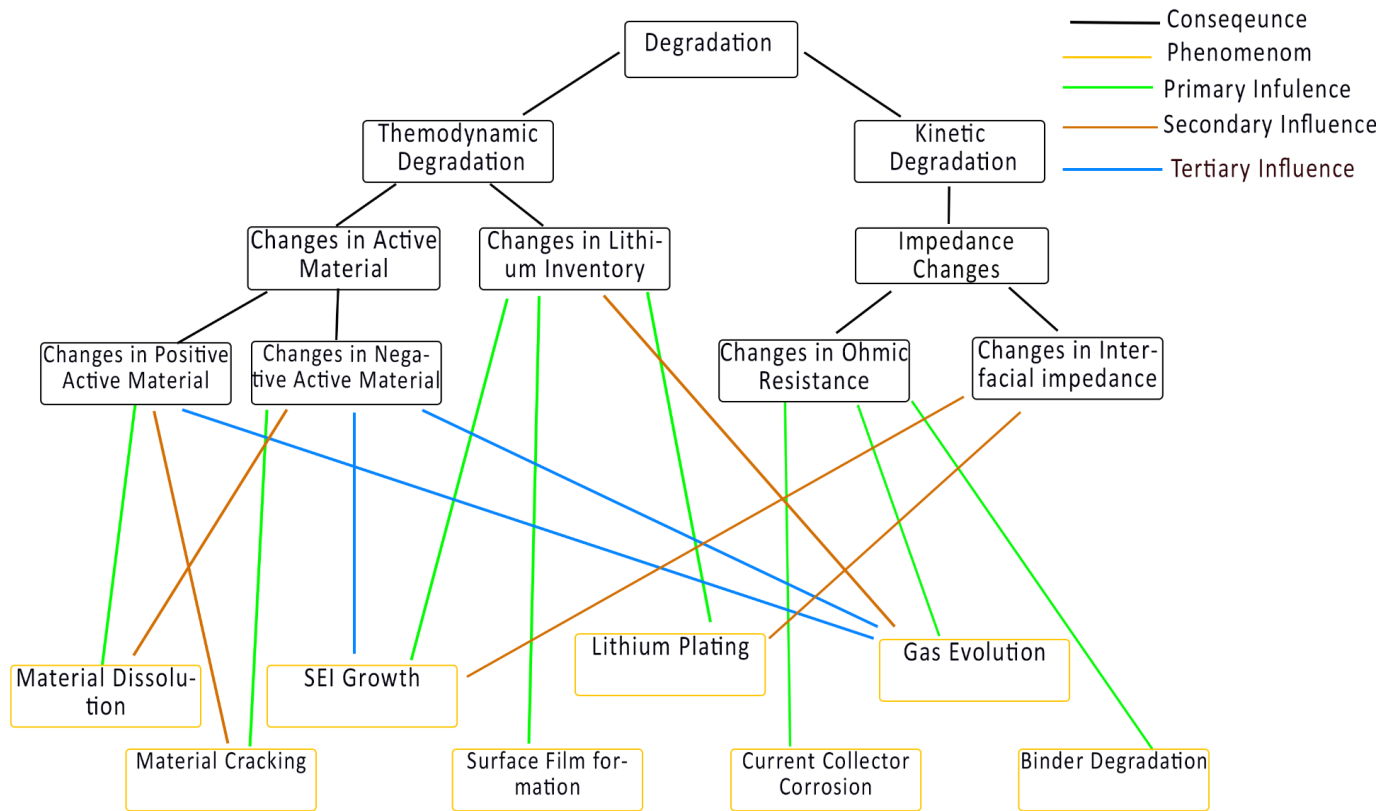 Conseqeunce
Phenomenom
Primary Infulence
Secondary Influence
Tertiary Influence
Degradation
Themodynamic
Degradation
Kinetic
Degradation
Changes in Active
Material
Changes in Lithi-
um Inventory
Impedance
Changes
Changes in Positive
Active Material
Changes in Nega-
tive Active Material
Changes in Ohmic
Resistance
Changes in Inter-
facial impedance
Material Dissolu-
tion
SEI Growth
Lithium Plating
Gas Evolution
Material Cracking
Surface Film for-
mation
Current Collector
Corrosion
Binder Degradation